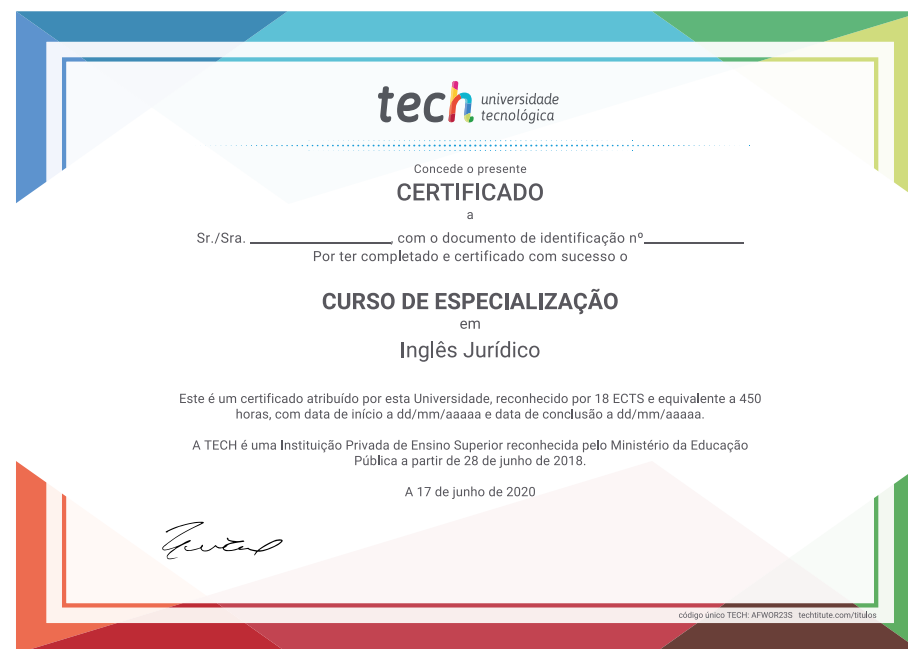 tech universidade
tecnológica
Concede o presente
CERTIFICADO
a
Sr./Sra. ____________________, com o documento de identificação nº______________
Por ter completado e certificado com sucesso o
CURSO DE ESPECIALIZAÇÃO
em
Inglês Jurídico
Este é um certificado atribuído por esta Universidade, reconhecido por 18 ECTS e equivalente a 450
horas, com data de início a dd/mm/aaaaa e data de conclusão a dd/mm/aaaaa.
A TECH é uma Instituição Privada de Ensino Superior reconhecida pelo Ministério da Educação
Pública a partir de 28 de junho de 2018.
A 17 de junho de 2020
código único TECH: AFWOR23S techtitute.com/titulos